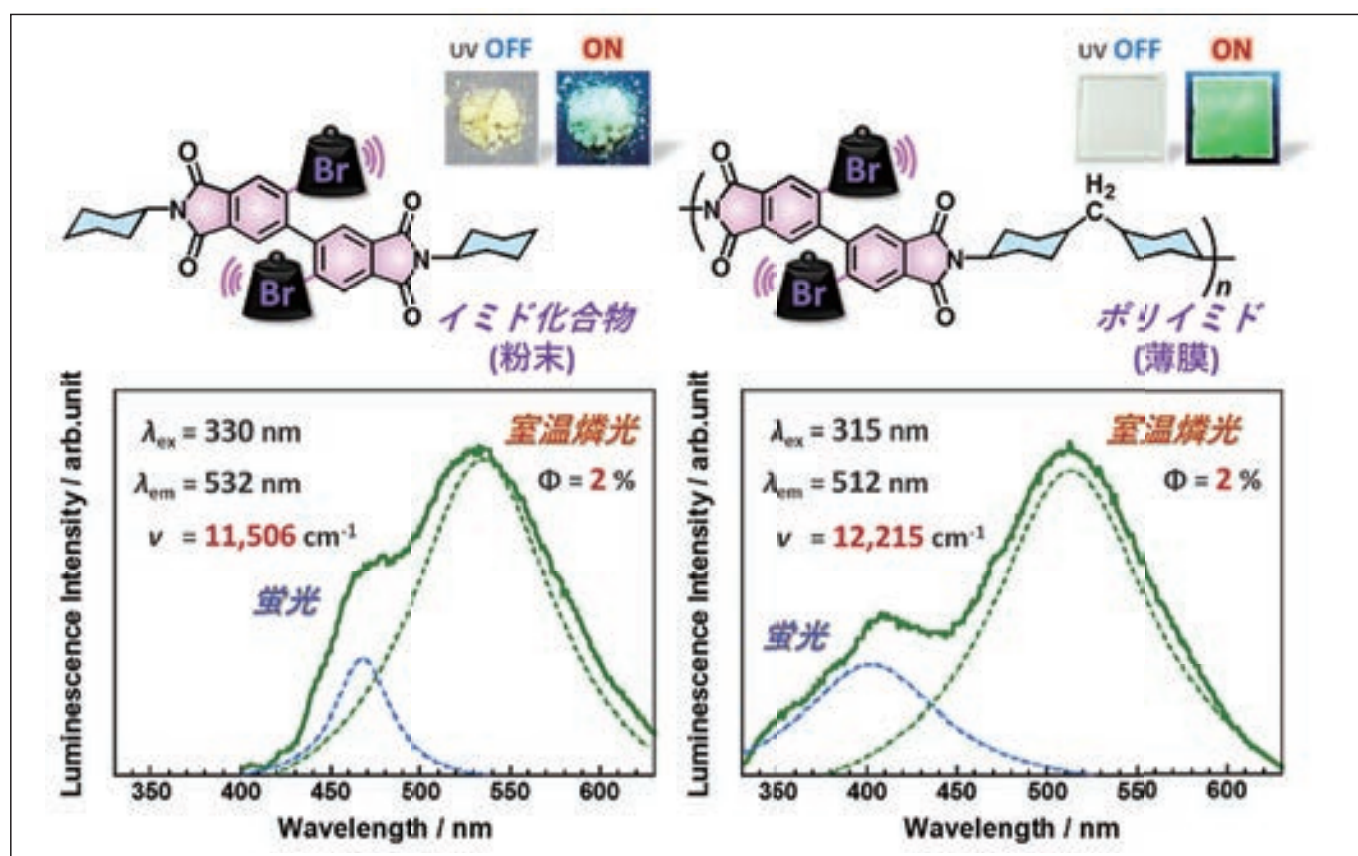 UV OFF ON
Br
Br
O
O
N
O
O
N
イミド化合物
(粉末)
UV OFF ON
Br
Br
O
O
N
O
O
N
H2
C
n
ポリイミド
(薄膜)
Luminescence Intensity / arb.unit
λex = 330 nm
λem = 532 nm
ν = 11,506 cm-1
室温燐光
Φ = 2 %
蛍光
350 400 450 500 550 600
Wavelength / nm
Luminescence Intensity / arb.unit
λex = 315 nm
λem = 512 nm
ν = 12,215 cm-1
室温燐光
Φ = 2 %
蛍光
350 400 450 500 550 600
Wavelength / nm